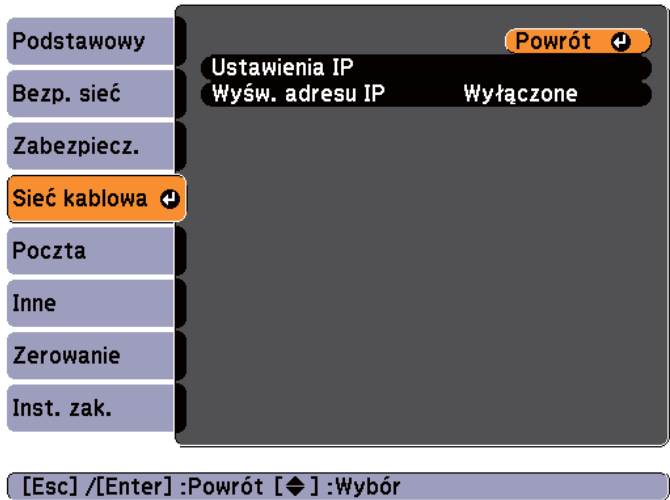 Podstawowy
Bezp. sieć
Zabezpiecz.
Sieć kablowa
Poczta
Inne
Zerowanie
Inst. zak.
Powrót
Ustawienia IP
Wyśw. adresu IP Wyłączone
[Esc] /[Enter] :Powrót [◆] :Wybór